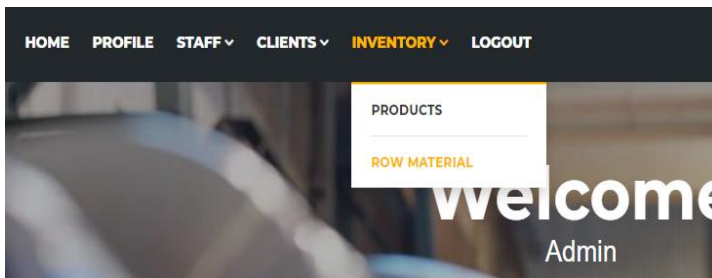 HOME PROFILE STAFF CLIENTS INVENTORY LOGOUT
PRODUCTS
ROW MATERIAL
Welcome
Admin